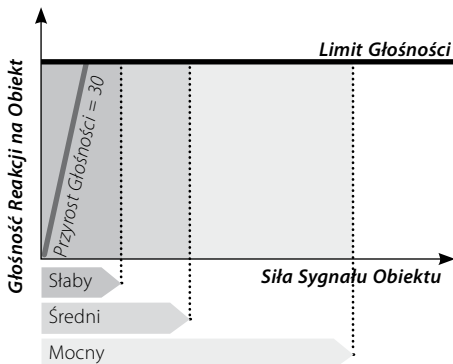 Limit Głośności
Głośność Reakcji na Obiekt
Przyrost Głośności = 30
Siła Sygnału Obiektu
Słaby
Średni
Mocny